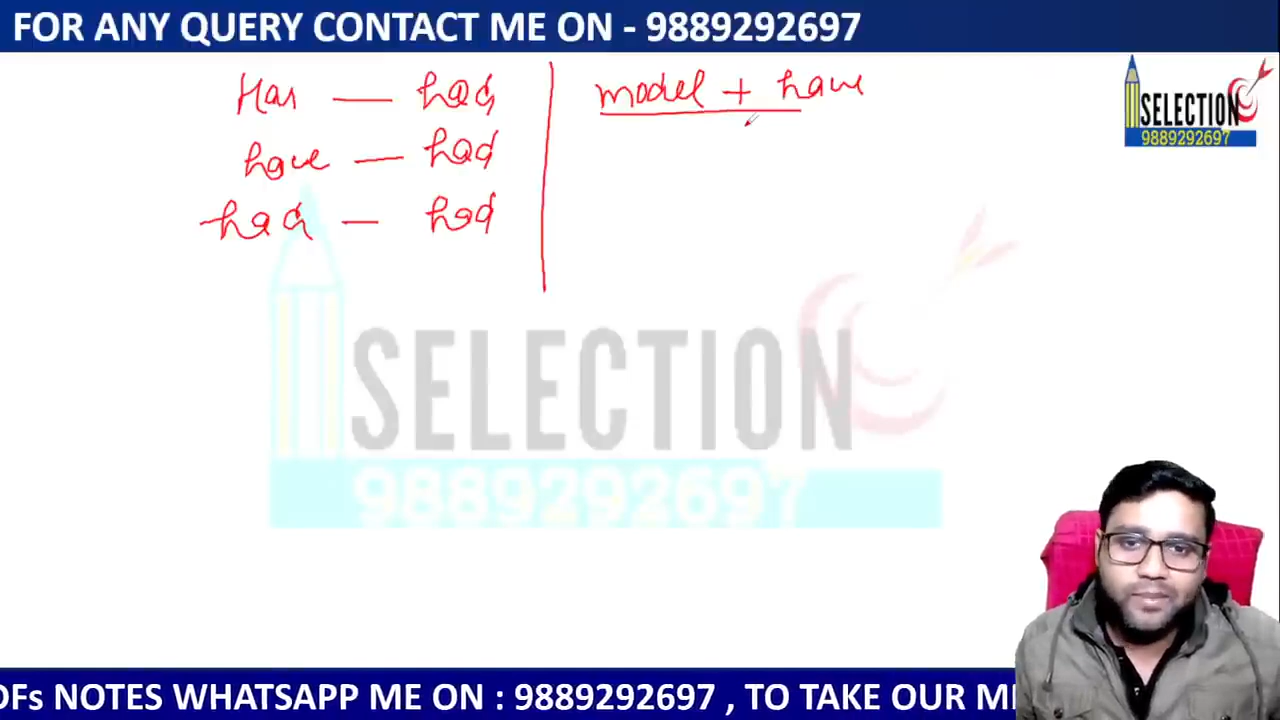 FOR ANY QUERY CONTACT ME ON - 9889292697
Has — had
have — had
had — had
model + have
SELECTION
9889292697
SELECTION
9889292697
DFs NOTES WHATSAPP ME ON : 9889292697 , TO TAKE OUR M